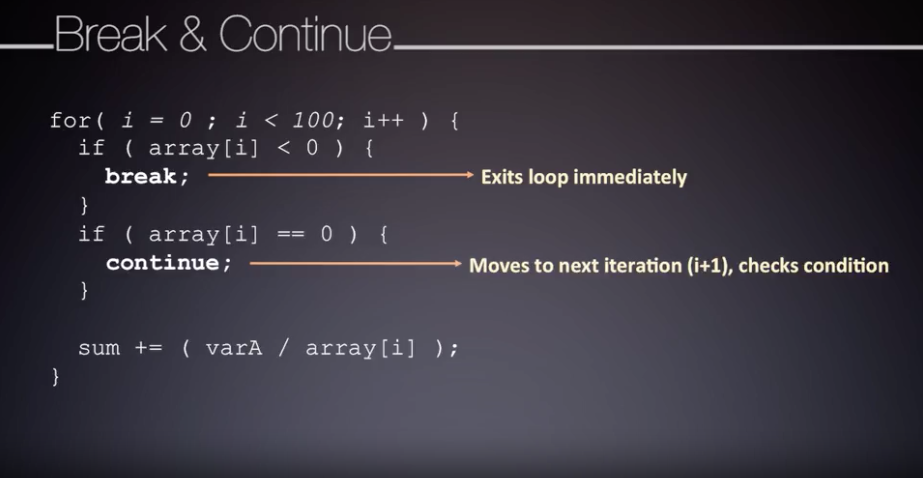 Break & Continue
for( i = 0 ; i < 100; i++ ) {
if ( array[i] < 0 ) {
break; Exits loop immediately
}
if ( array[i] == 0 ) {
continue; Moves to next iteration (i+1), checks condition
}
sum += ( varA / array[i] );
}